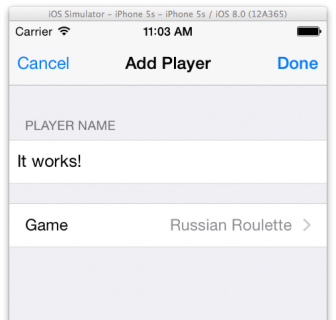 iOS Simulator - iPhone 5s - iPhone 5s / iOS 8.0 (12A365)
Carrier 11:03 AM
Cancel Add Player Done
PLAYER NAME
It works!
Game Russian Roulette